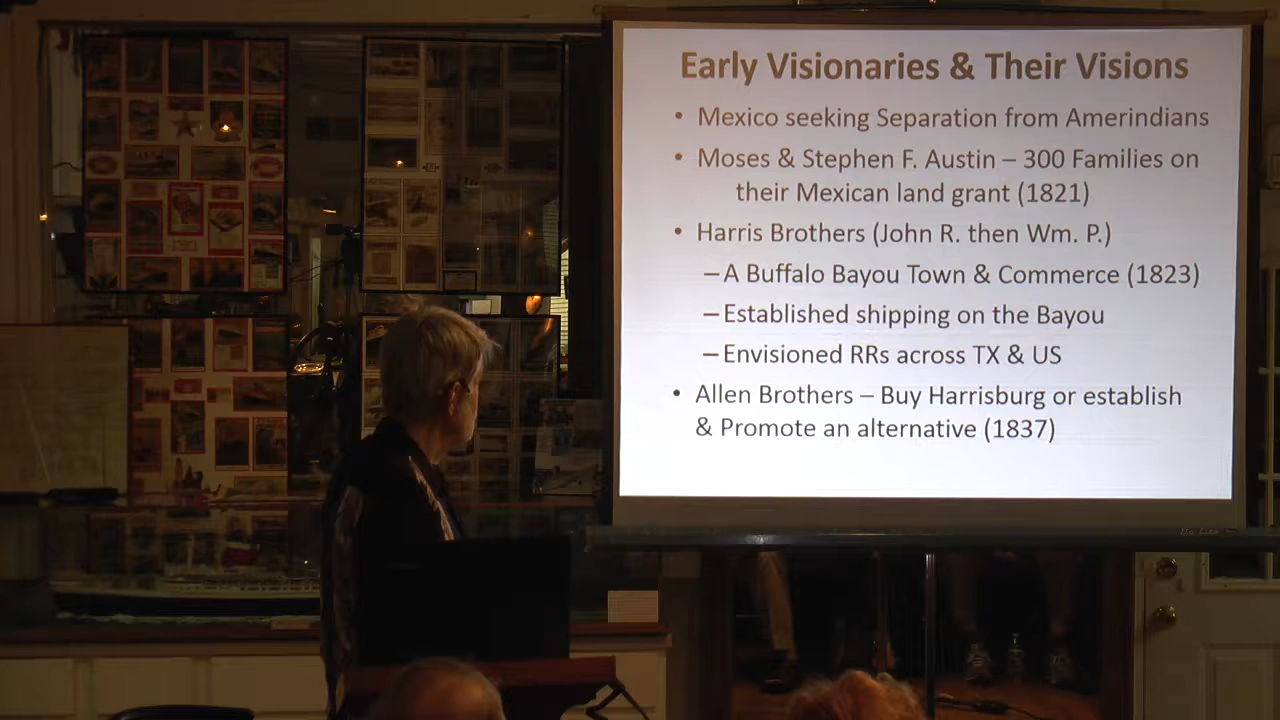 Early Visionaries & Their Visions
• Mexico seeking Separation from Amerindians
• Moses & Stephen F. Austin – 300 Families on
their Mexican land grant (1821)
• Harris Brothers (John R. then Wm. P.)
– A Buffalo Bayou Town & Commerce (1823)
– Established shipping on the Bayou
– Envisioned RRs across TX & US
• Allen Brothers – Buy Harrisburg or establish
& Promote an alternative (1837)
Da-Lite